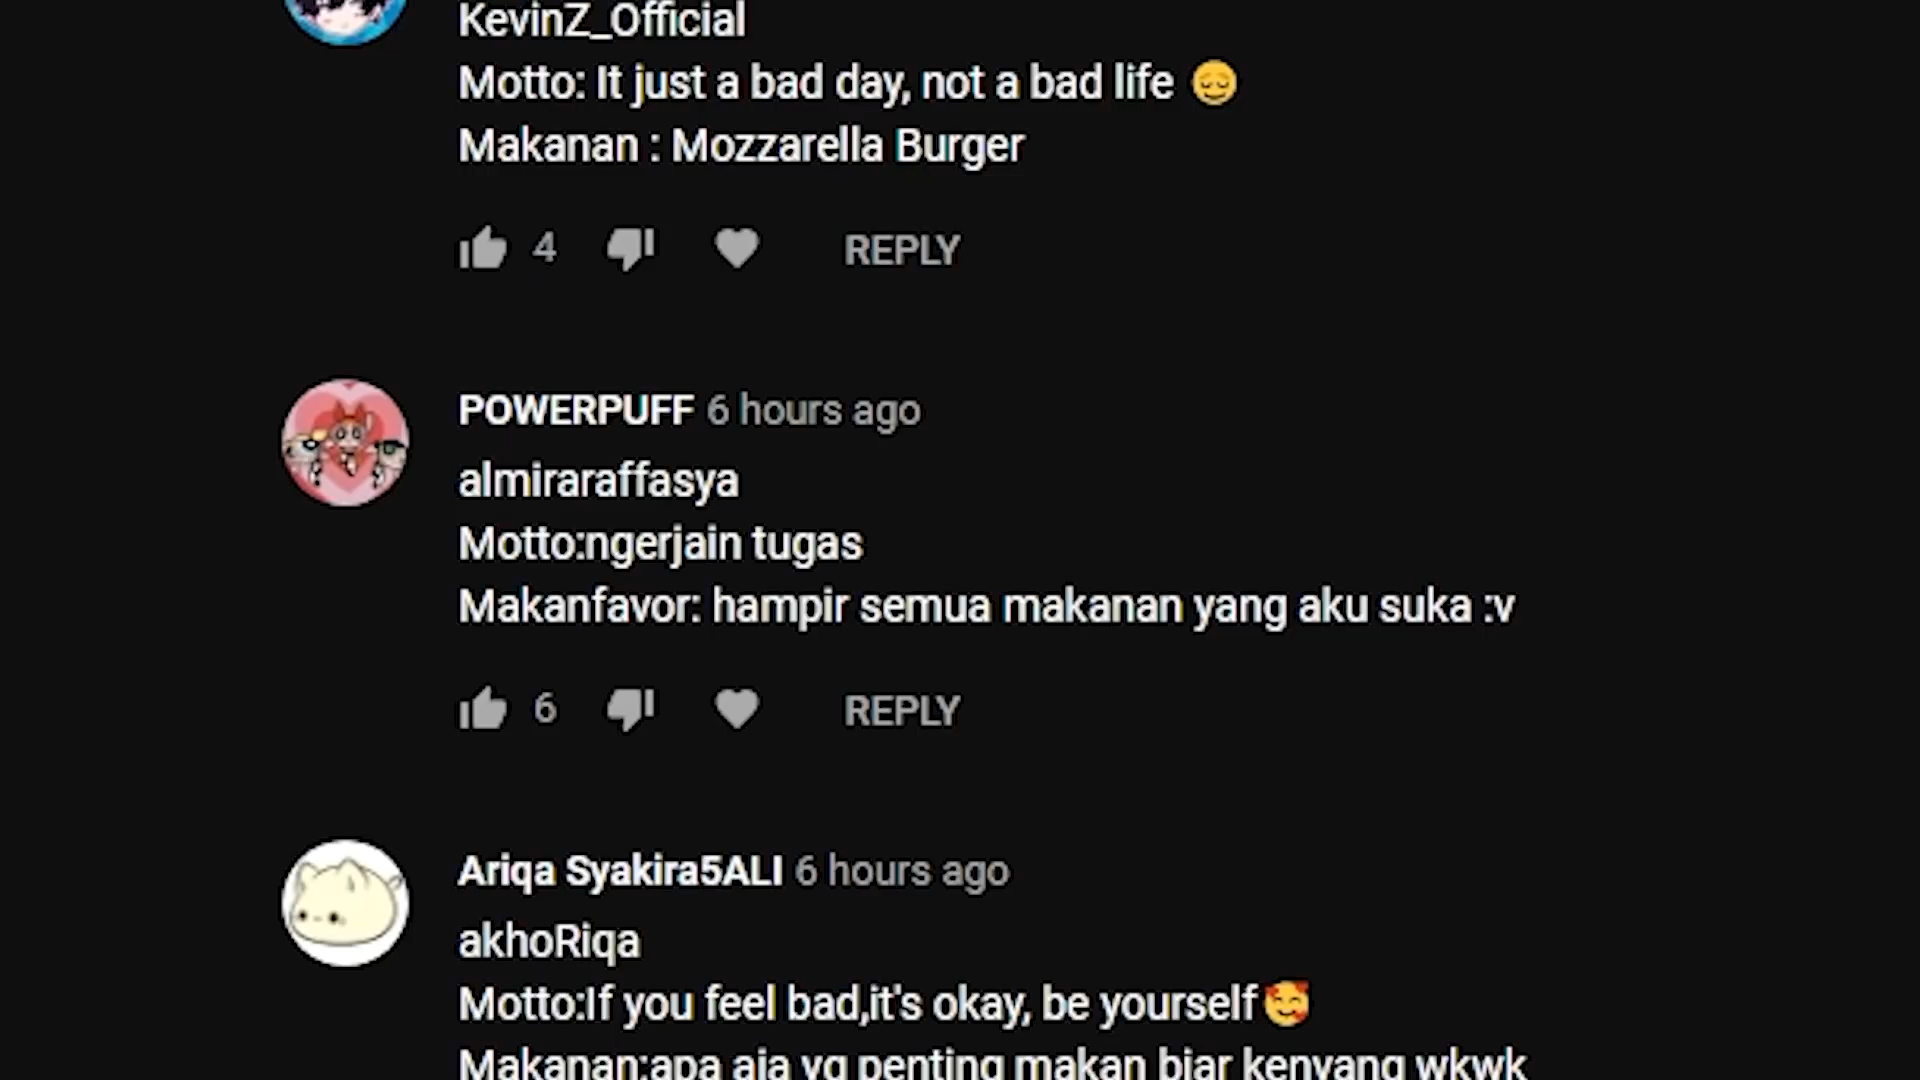 KevinZ_Official
Motto: It just a bad day, not a bad life 😌
Makanan : Mozzarella Burger
4 REPLY
POWERPUFF 6 hours ago
almiraraffasya
Motto:ngerjain tugas
Makanfavor: hampir semua makanan yang aku suka :v
6 REPLY
Ariqa Syakira5ALI 6 hours ago
akhoRiqa
Motto:If you feel bad,it's okay, be yourself🥰
Makanan:apa aja yg penting makan biar kenyang wkwk